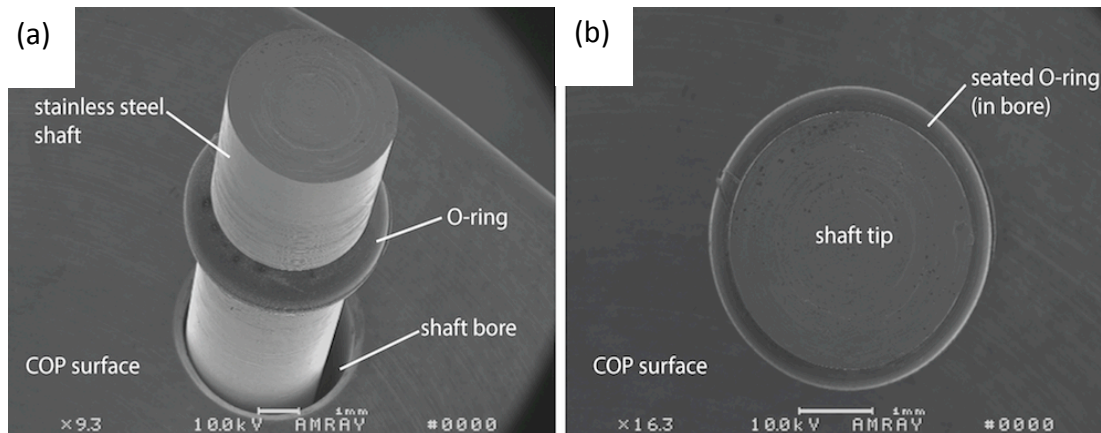 (a)
stainless steel
shaft
O-ring
shaft bore
COP surface
1mm
×9.3 10.0kV AMRAY #0000
(b)
seated O-ring
(in bore)
shaft tip
COP surface
1mm
×16.3 10.0kV AMRAY #0000